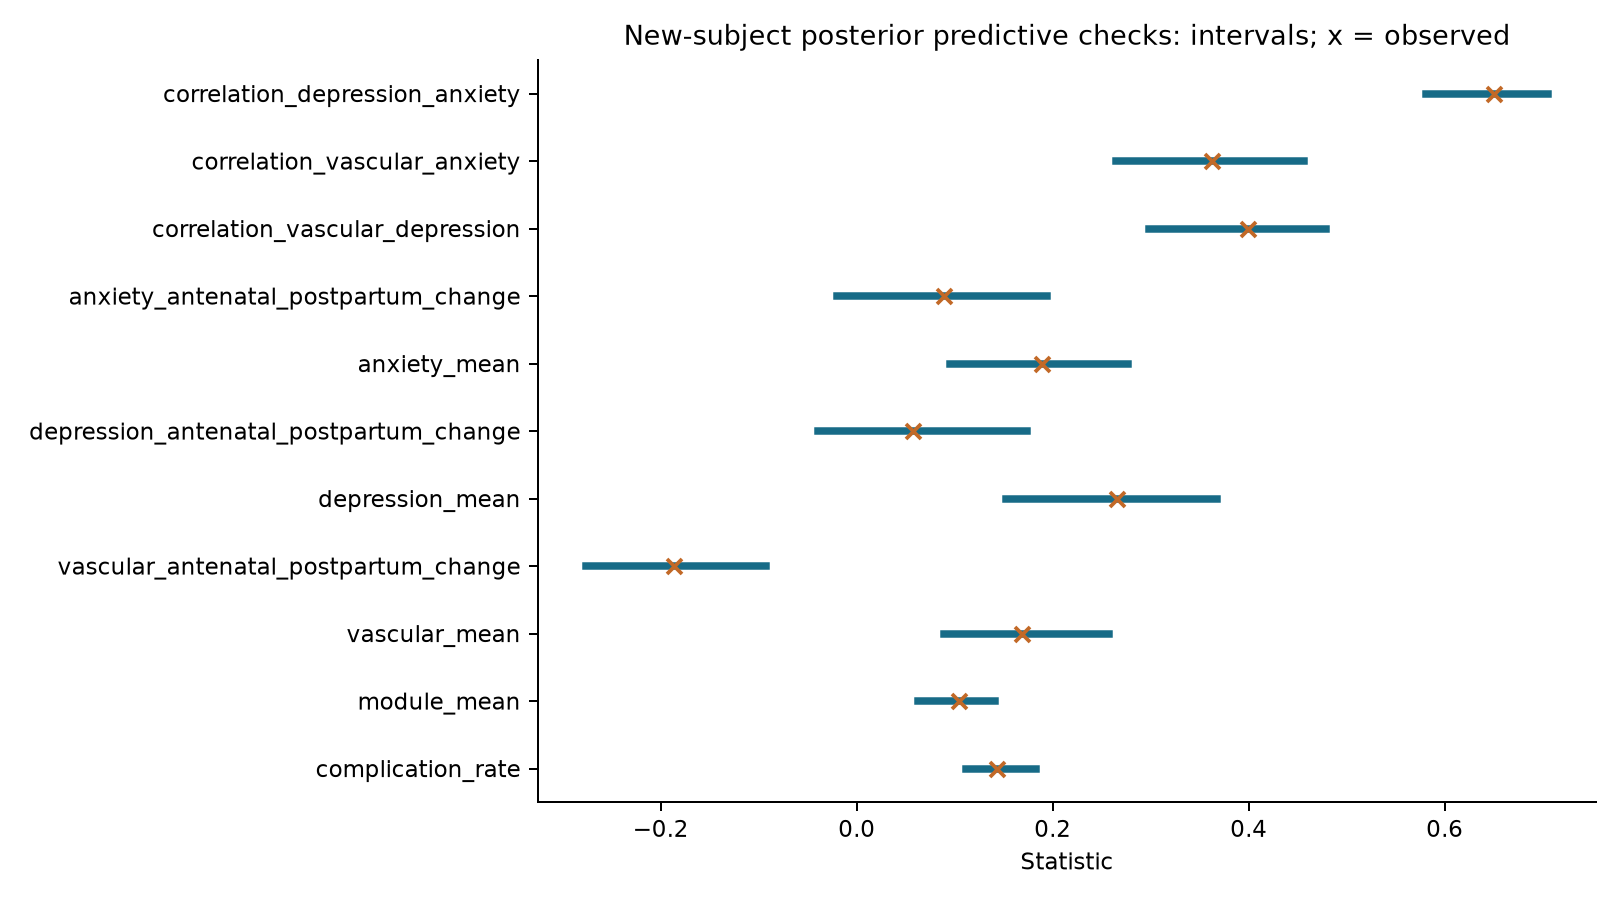 New-subject posterior predictive checks: intervals; x = observed
correlation_depression_anxiety
correlation_vascular_anxiety
correlation_vascular_depression
anxiety_antenatal_postpartum_change
anxiety_mean
depression_antenatal_postpartum_change
depression_mean
vascular_antenatal_postpartum_change
vascular_mean
module_mean
complication_rate
−0.2 0.0 0.2 0.4 0.6
Statistic